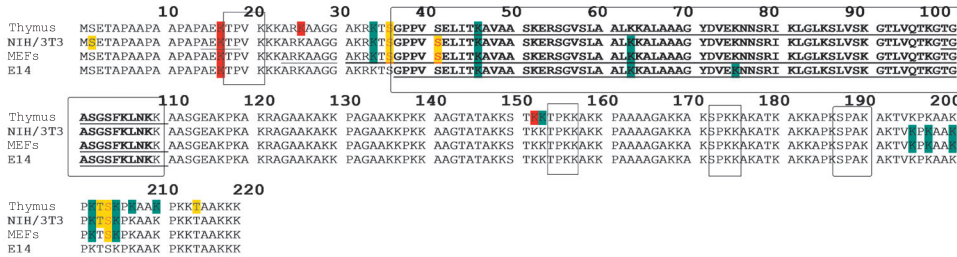 10 20 30 40 50 60 70 80 90 100
Thymus MSETAPAAPA APAPAEKTPV KKKARKAAGG AKRKTSGPPV SELITKAVAA SKERSGVSLA ALKKALAAAG YDVEKNNSRI KLGLKSLVSK GTLVQTKGTG
NIH/3T3 MSETAPAAPA APAPAEKTPV KKKARKAAGG AKRKTSGPPV SELITKAVAA SKERSGVSLA ALKKALAAAG YDVEKNNSRI KLGLKSLVSK GTLVQTKGTG
MEFs MSETAPAAPA APAPAEKTPV KKKARKAAGG AKRKTSGPPV SELITKAVAA SKERSGVSLA ALKKALAAAG YDVEKNNSRI KLGLKSLVSK GTLVQTKGTG
E14 MSETAPAAPA APAPAEKTPV KKKARKAAGG AKRKTSGPPV SELITKAVAA SKERSGVSLA ALKKALAAAG YDVEKNNSRI KLGLKSLVSK GTLVQTKGTG
110 120 130 140 150 160 170 180 190 200
Thymus ASGSFKLNKK AASGEAKPKA KRAGAAKAKK PAGAAKKPKK AAGTATAKKS TKKTPKKAKK PAAAAGAKKA KSPKKAKATK AKKAPKSPAK AKTVKPKAAK
NIH/3T3 ASGSFKLNKK AASGEAKPKA KRAGAAKAKK PAGAAKKPKK AAGTATAKKS TKKTPKKAKK PAAAAGAKKA KSPKKAKATK AKKAPKSPAK AKTVKPKAAK
MEFs ASGSFKLNKK AASGEAKPKA KRAGAAKAKK PAGAAKKPKK AAGTATAKKS TKKTPKKAKK PAAAAGAKKA KSPKKAKATK AKKAPKSPAK AKTVKPKAAK
E14 ASGSFKLNKK AASGEAKPKA KRAGAAKAKK PAGAAKKPKK AAGTATAKKS TKKTPKKAKK PAAAAGAKKA KSPKKAKATK AKKAPKSPAK AKTVKPKAAK
210 220
Thymus PKTSKPKAAK PKKTAAKKK
NIH/3T3 PKTSKPKAAK PKKTAAKKK
MEFs PKTSKPKAAK PKKTAAKKK
E14 PKTSKPKAAK PKKTAAKKK